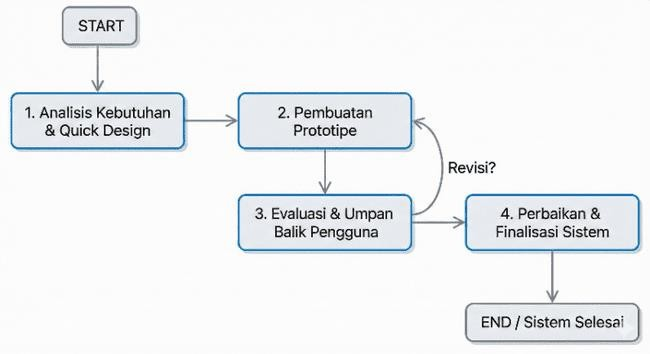 START
1. Analisis Kebutuhan
& Quick Design
2. Pembuatan
Prototipe
Revisi?
3. Evaluasi & Umpan
Balik Pengguna
4. Perbaikan &
Finalisasi Sistem
END / Sistem Selesai